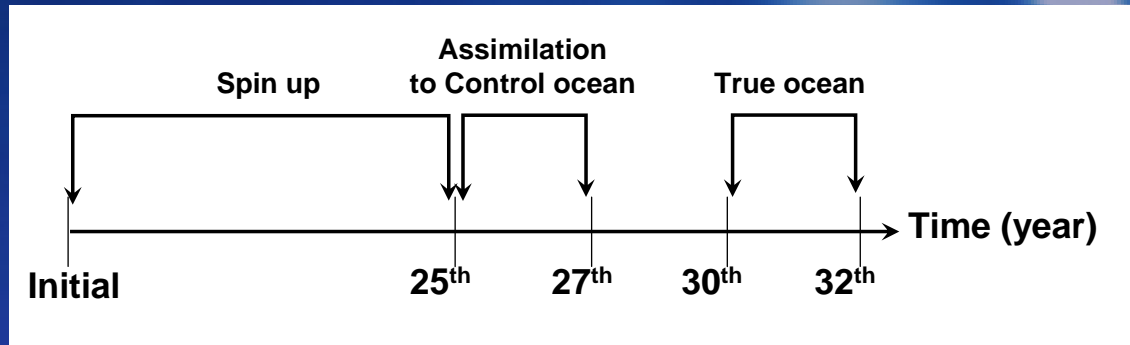 Assimilation
to Control ocean
Spin up
True ocean
Time (year)
Initial
25th
27th
30th
32th